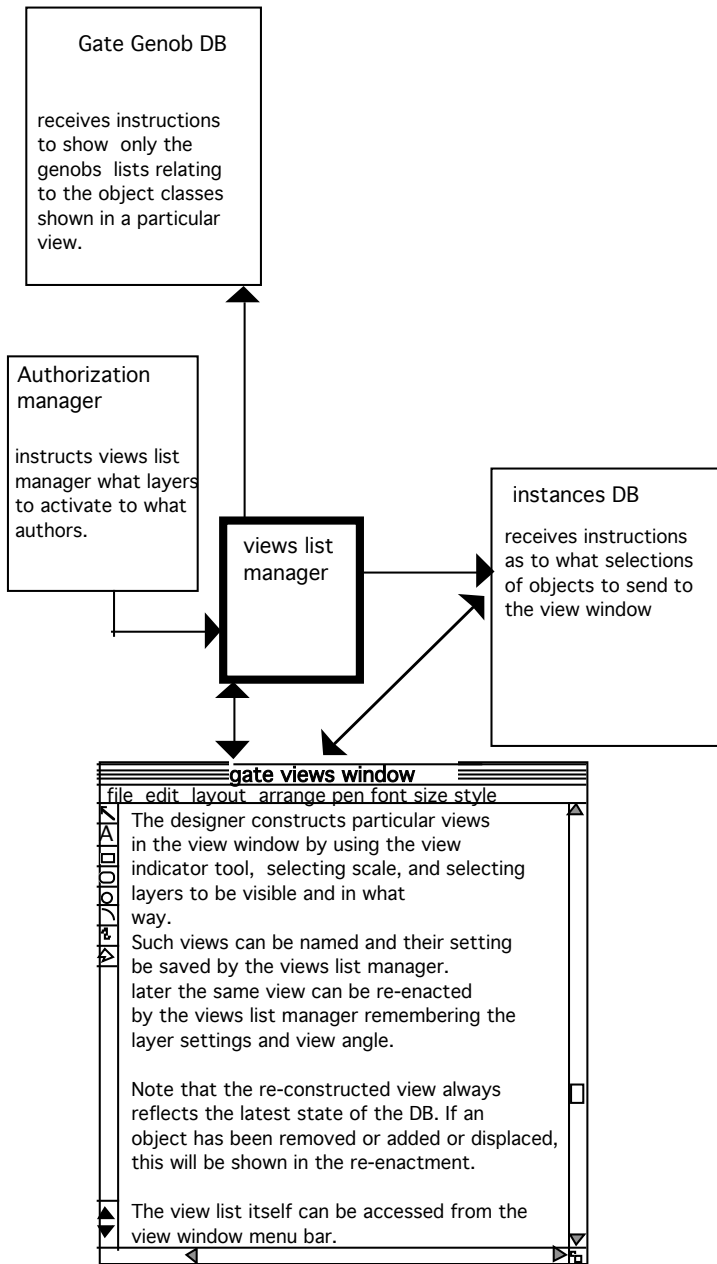 Gate Genob DB
receives instructions
to show only the
genobs lists relating
to the object classes
shown in a particular
view.
Authorization
manager
instructs views list
manager what layers
to activate to what
authors.
views list
manager
instances DB
receives instructions
as to what selections
of objects to send to
the view window
gate views window
file edit layout arrange pen font size style
A
The designer constructs particular views
in the view window by using the view
indicator tool, selecting scale, and selecting
layers to be visible and in what
way.
Such views can be named and their setting
be saved by the views list manager.
later the same view can be re-enacted
by the views list manager remembering the
layer settings and view angle.
Note that the re-constructed view always
reflects the latest state of the DB. If an
object has been removed or added or displaced,
this will be shown in the re-enactment.
The view list itself can be accessed from the
view window menu bar.